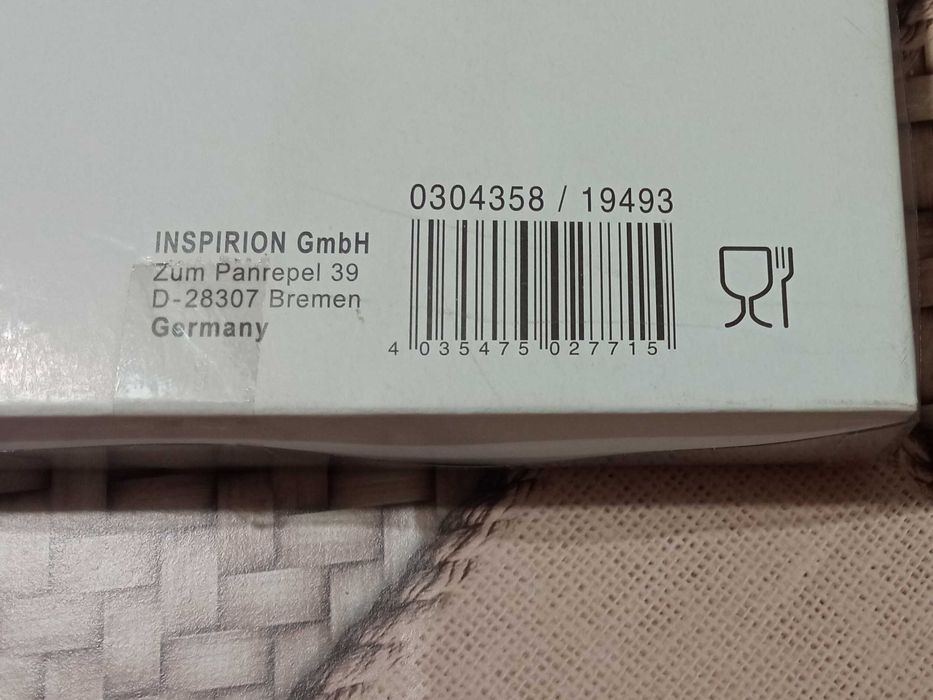 0304358 / 19493
INSPIRION GmbH
Zum Panrepel 39
D-28307 Bremen
Germany
4 035475 027715